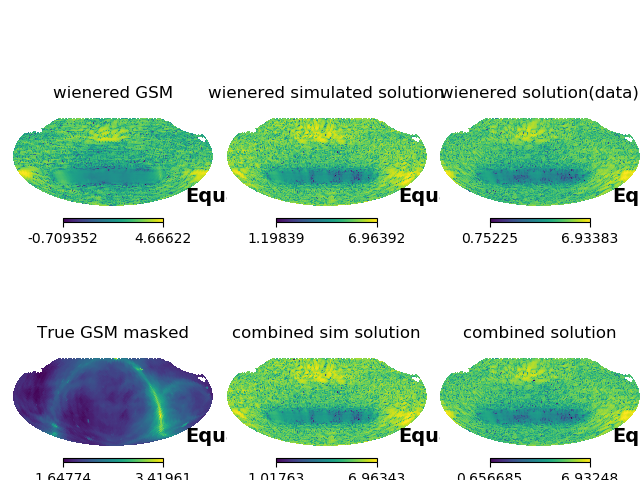 wienered GSM
wienered simulated solution
wienered solution(data)
Equ
Equ
Eq
-0.709352 4.66622
1.19839 6.96392
0.75225 6.93383
True GSM masked
combined sim solution
combined solution
Equ
Equ
Eq
1.64774 3.41961
1.01763 6.96343
0.656685 6.93248